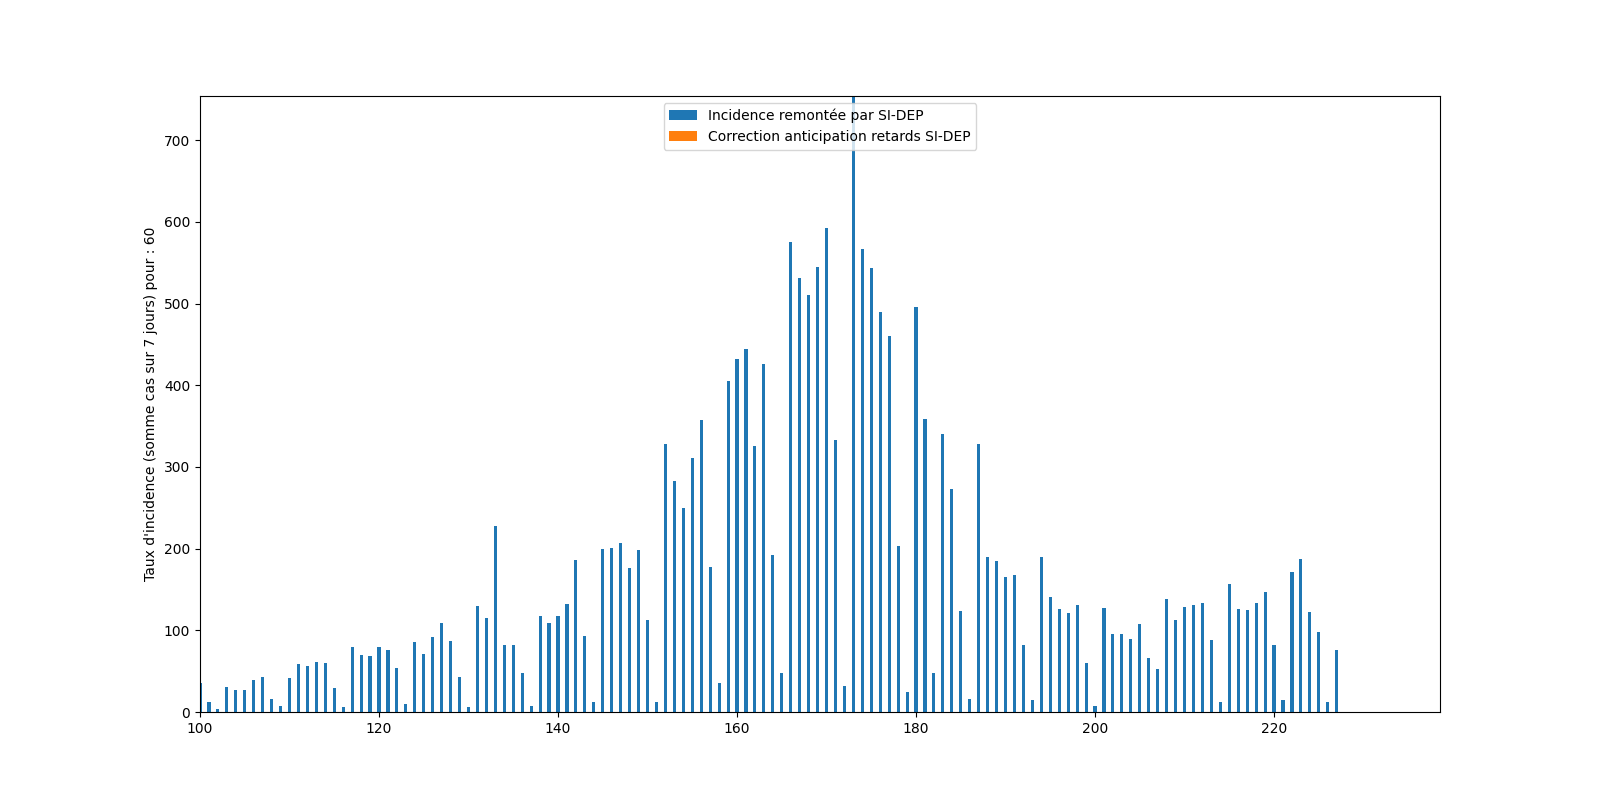 Incidence remontée par SI-DEP
Correction anticipation retards SI-DEP
Taux d'incidence (somme cas sur 7 jours) pour : 60
700
600
500
400
300
200
100
0
100 120 140 160 180 200 220